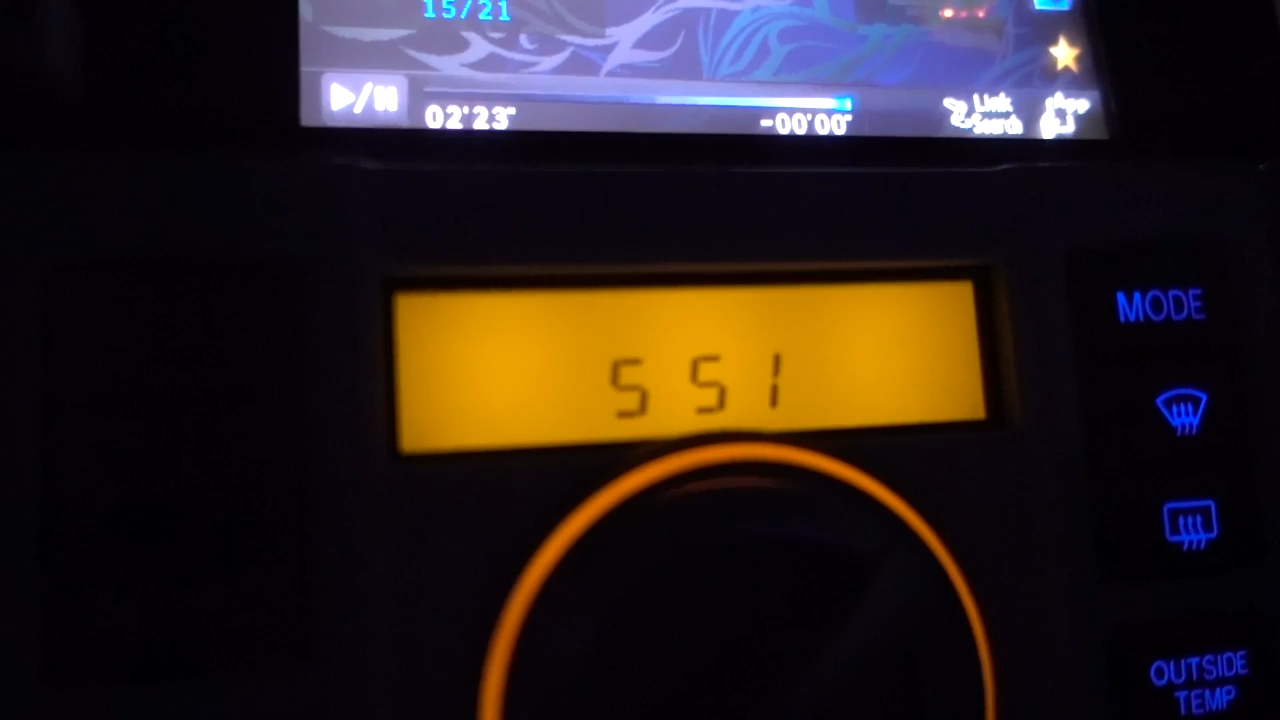 15/21
02'23"
-00'00"
Link
Search
551
MODE
OUTSIDE
TEMP